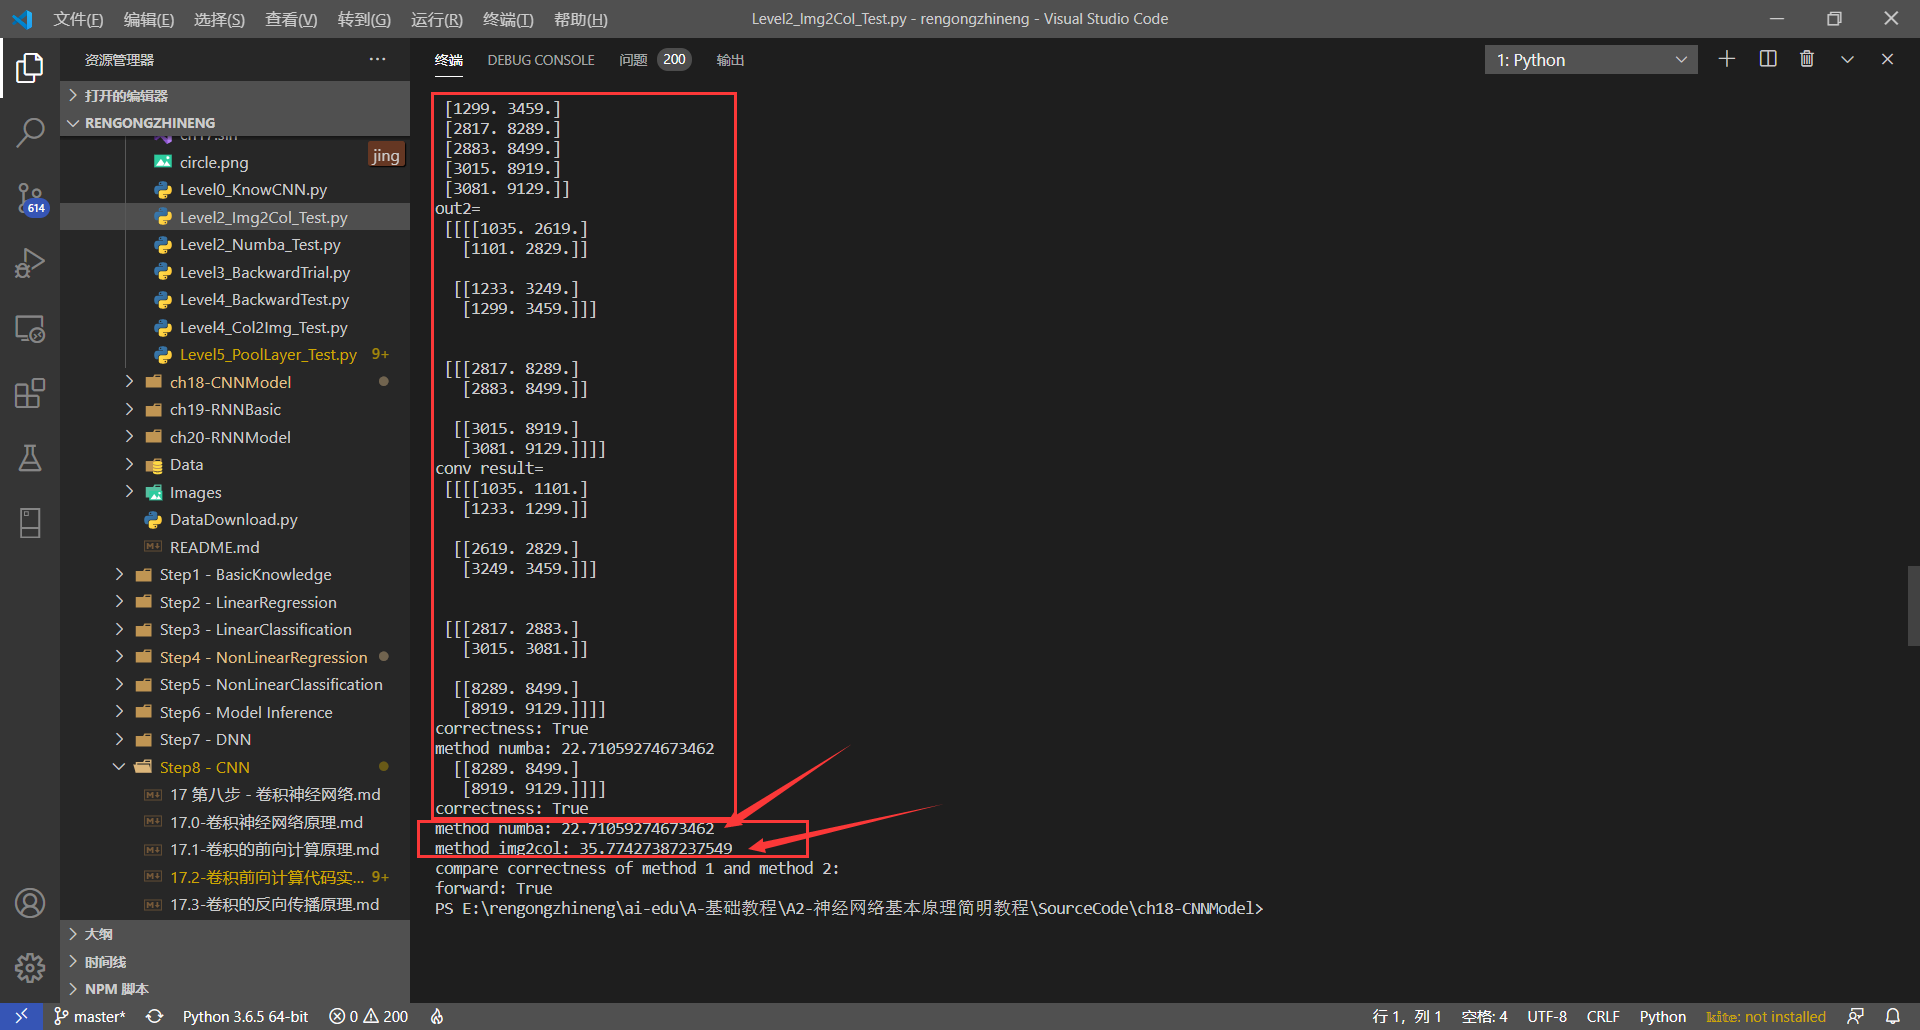 文件(F) 编辑(E) 选择(S) 查看(V) 转到(G) 运行(R) 终端(T) 帮助(H)
Level2_Img2Col_Test.py - rengongzhineng - Visual Studio Code
资源管理器
打开的编辑器
RENGONGZHINENG
ch17.sln
jing
circle.png
Level0_KnowCNN.py
Level2_Img2Col_Test.py
Level2_Numba_Test.py
Level3_BackwardTrial.py
Level4_BackwardTest.py
Level4_Col2Img_Test.py
Level5_PoolLayer_Test.py 9+
ch18-CNNModel
ch19-RNNBasic
ch20-RNNModel
Data
Images
DataDownload.py
README.md
Step1 - BasicKnowledge
Step2 - LinearRegression
Step3 - LinearClassification
Step4 - NonLinearRegression
Step5 - NonLinearClassification
Step6 - Model Inference
Step7 - DNN
Step8 - CNN
17 第八步 - 卷积神经网络.md
17.0-卷积神经网络原理.md
17.1-卷积的前向计算原理.md
17.2-卷积前向计算代码实... 9+
17.3-卷积的反向传播原理.md
大纲
时间线
NPM 脚本
614
终端 DEBUG CONSOLE 问题 200 输出
1: Python
[1299. 3459.]
[2817. 8289.]
[2883. 8499.]
[3015. 8919.]
[3081. 9129.]]
out2=
[[[[1035. 2619.]
[1101. 2829.]]
[[1233. 3249.]
[1299. 3459.]]]
[[[2817. 8289.]
[2883. 8499.]]
[[3015. 8919.]
[3081. 9129.]]]]
conv result=
[[[[1035. 1101.]
[1233. 1299.]]
[[2619. 2829.]
[3249. 3459.]]]
[[[2817. 2883.]
[3015. 3081.]]
[[8289. 8499.]
[8919. 9129.]]]]
correctness: True
method numba: 22.71059274673462
[[8289. 8499.]
[8919. 9129.]]]]
correctness: True
method numba: 22.71059274673462
method img2col: 35.77427387237549
compare correctness of method 1 and method 2:
forward: True
PS E:\rengongzhineng\ai-edu\A-基础教程\A2-神经网络基本原理简明教程\SourceCode\ch18-CNNModel>
master* Python 3.6.5 64-bit 0 200
行 1，列 1 空格: 4 UTF-8 CRLF Python kite: not installed